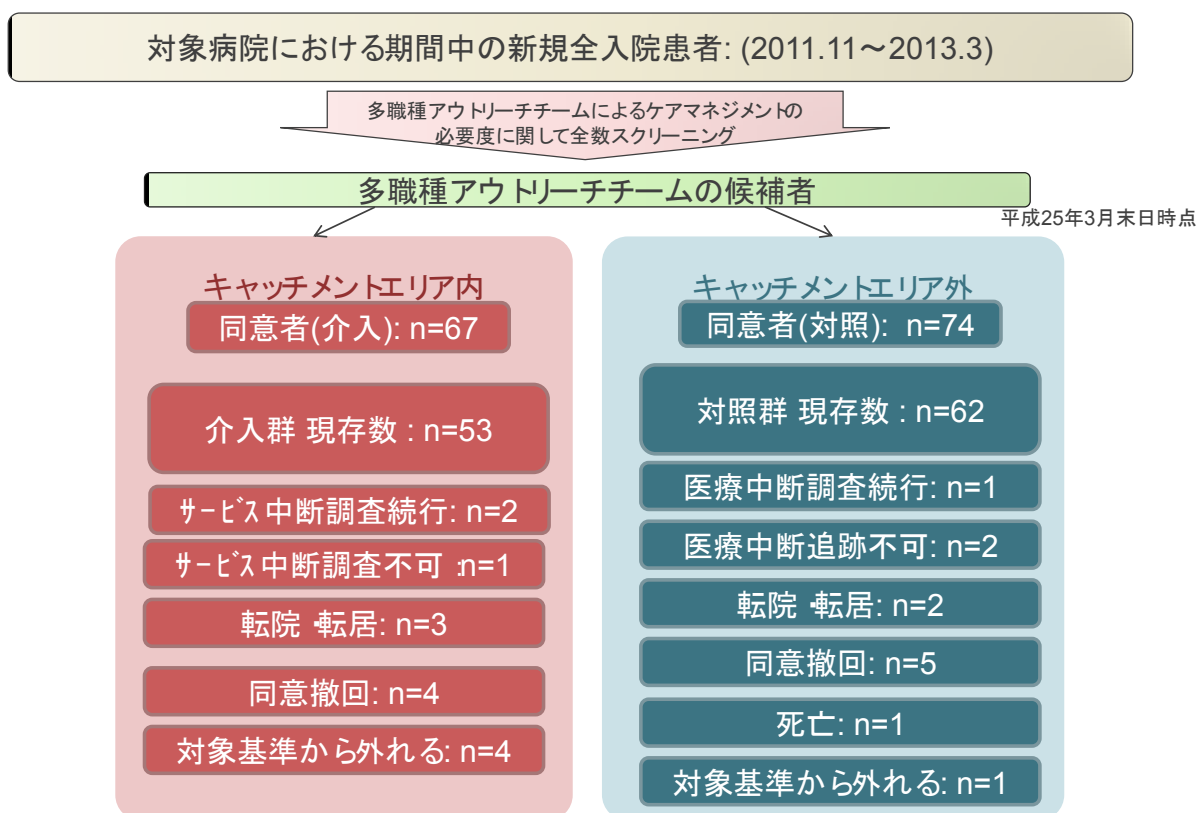 対象病院における期間中の新規全入院患者: (2011.11～2013.3)
多職種アウトリーチチームによるケアマネジメントの
必要度に関して全数スクリーニング
多職種アウトリーチチームの候補者
平成25年3月末日時点
キャッチメントエリア内
同意者(介入): n=67
介入群 現存数 : n=53
ｻｰﾋﾞｽ中断調査続行: n=2
ｻｰﾋﾞｽ中断調査不可 :n=1
転院・転居: n=3
同意撤回: n=4
対象基準から外れる: n=4
キャッチメントエリア外
同意者(対照): n=74
対照群 現存数 : n=62
医療中断調査続行: n=1
医療中断追跡不可: n=2
転院・転居: n=2
同意撤回: n=5
死亡: n=1
対象基準から外れる: n=1